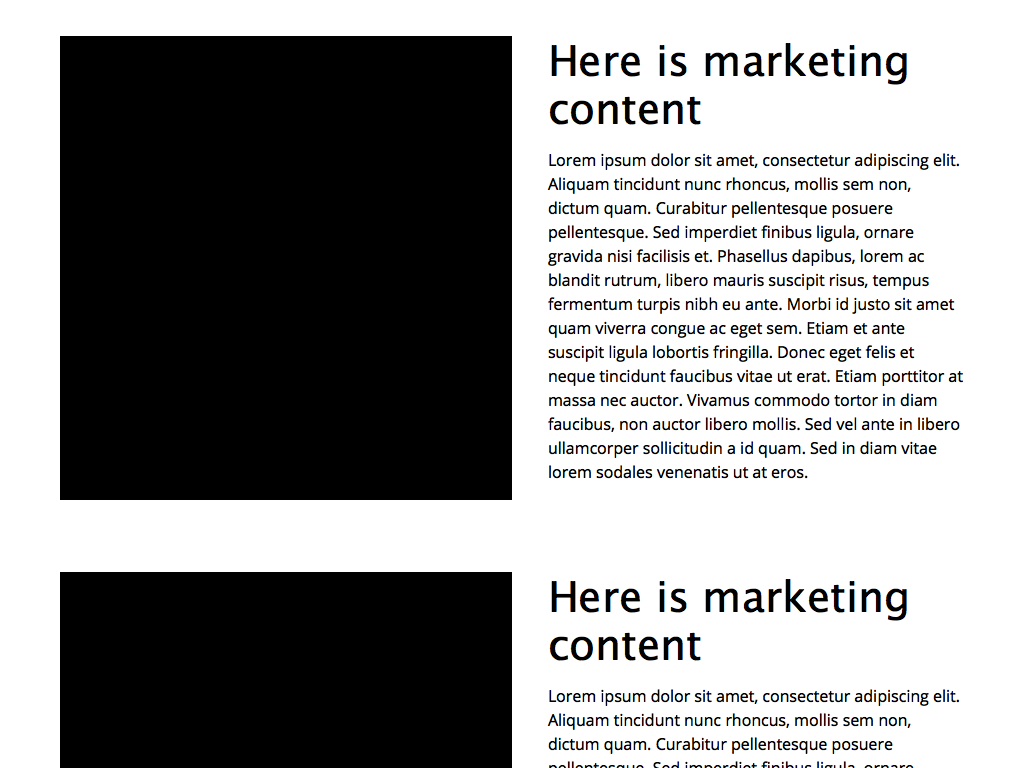 Here is marketing
content
Lorem ipsum dolor sit amet, consectetur adipiscing elit.
Aliquam tincidunt nunc rhoncus, mollis sem non,
dictum quam. Curabitur pellentesque posuere
pellentesque. Sed imperdiet finibus ligula, ornare
gravida nisi facilisis et. Phasellus dapibus, lorem ac
blandit rutrum, libero mauris suscipit risus, tempus
fermentum turpis nibh eu ante. Morbi id justo sit amet
quam viverra congue ac eget sem. Etiam et ante
suscipit ligula lobortis fringilla. Donec eget felis et
neque tincidunt faucibus vitae ut erat. Etiam porttitor at
massa nec auctor. Vivamus commodo tortor in diam
faucibus, non auctor libero mollis. Sed vel ante in libero
ullamcorper sollicitudin a id quam. Sed in diam vitae
lorem sodales venenatis ut at eros.
Here is marketing
content
Lorem ipsum dolor sit amet, consectetur adipiscing elit.
Aliquam tincidunt nunc rhoncus, mollis sem non,
dictum quam. Curabitur pellentesque posuere
pellentesque. Sed imperdiet finibus ligula, ornare